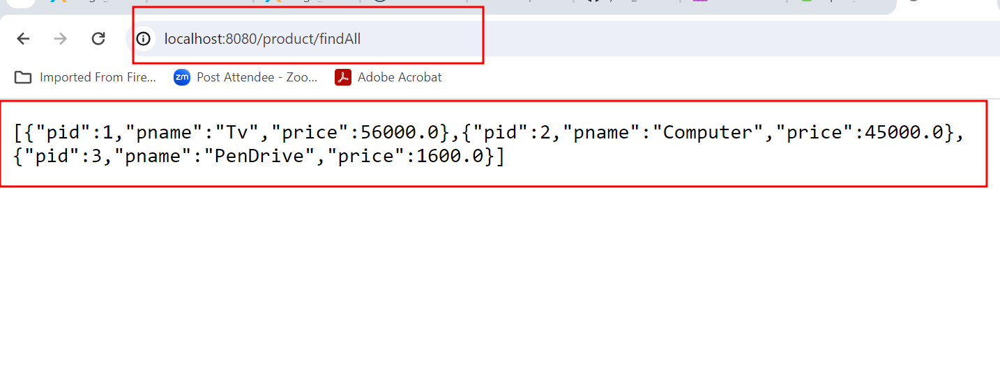 localhost:8080/product/findAll
Imported From Fire... zm Post Attendee - Zoo... Adobe Acrobat
[{"pid":1,"pname":"Tv","price":56000.0},{"pid":2,"pname":"Computer","price":45000.0},
{"pid":3,"pname":"PenDrive","price":1600.0}]